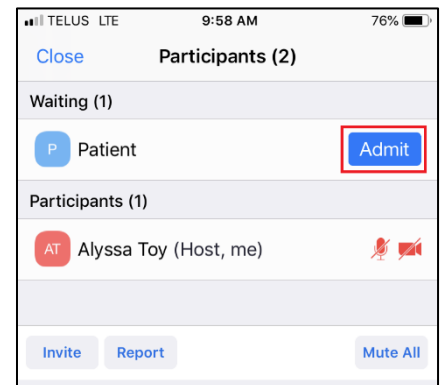 TELUS LTE 9:58 AM 76%
Close Participants (2)
Waiting (1)
P Patient Admit
Participants (1)
AT Alyssa Toy (Host, me)
Invite Report Mute All